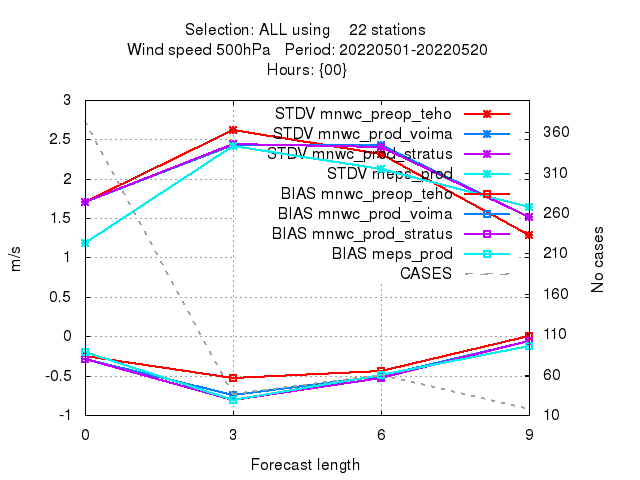 Selection: ALL using    22 stations
Wind speed 500hPa   Period: 20220501-20220520
Hours: {00}
STDV mnwc_preop_teho
STDV mnwc_prod_voima
STDV mnwc_prod_stratus
STDV meps_prod
BIAS mnwc_preop_teho
BIAS mnwc_prod_voima
BIAS mnwc_prod_stratus
BIAS meps_prod
CASES
m/s
3
2.5
2
1.5
1
0.5
0
-0.5
-1
360
310
260
210
160
110
60
10
No cases
0 3 6 9
Forecast length